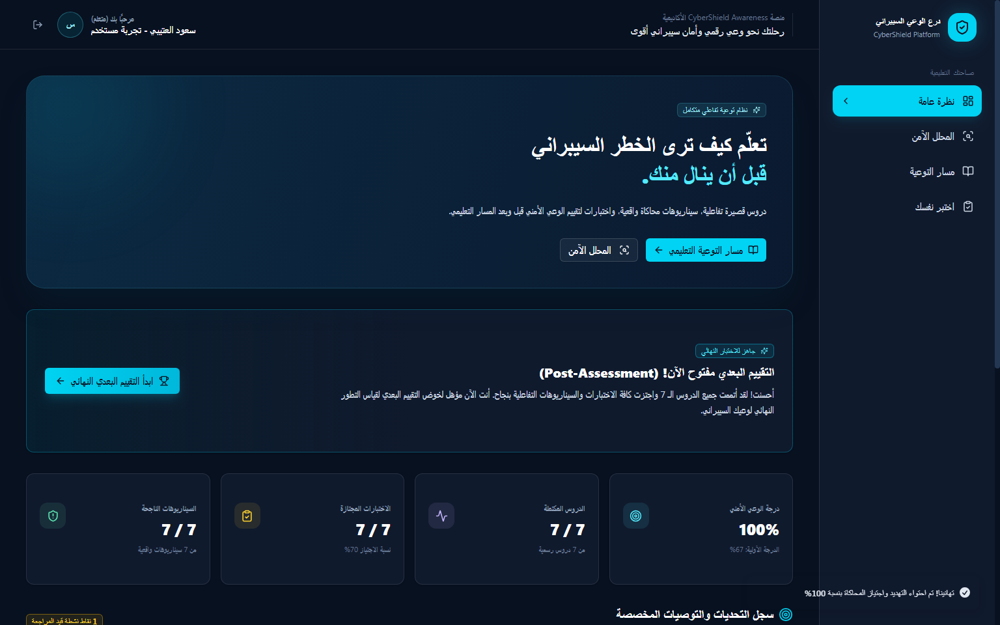 درع الوعي السيبراني
CyberShield Platform
مساحتك التعليمية
نظرة عامة
المحلل الآمن
مسار التوعية
اختبر نفسك
منصة CyberShield Awareness الأكاديمية
رحلتك نحو وعي رقمي وأمان سيبراني أقوى
مرحبًا بك (متعلم)
سعود العتيبي - تجربة مستخدم
س
نظام توعية تفاعلي متكامل
تعلّم كيف ترى الخطر السيبراني
قبل أن ينال منك.
دروس قصيرة تفاعلية، سيناريوهات محاكاة واقعية، واختبارات لتقييم الوعي الأمني قبل وبعد المسار التعليمي.
مسار التوعية التعليمي
المحلل الآمن
جاهز للاختبار النهائي
التقييم البعدي مفتوح الآن! (Post-Assessment)
أحسنت! لقد أتممت جميع الدروس الـ 7 واجتزت كافة الاختبارات والسيناريوهات التفاعلية بنجاح. أنت الآن مؤهل لخوض التقييم البعدي لقياس التطور
النهائي لوعيك السيبراني.
ابدأ التقييم البعدي النهائي
درجة الوعي الأمني
100%
الدرجة الأولية: 67%
الدروس المكتملة
7 / 7
من 7 دروس رسمية
الاختبارات المجتازة
7 / 7
نسبة الاجتياز 70%
السيناريوهات الناجحة
7 / 7
من 7 سيناريوهات واقعية
تهانينا! تم احتواء التهديد واجتياز المحاكاة بنسبة 100%
سجل التحديات والتوصيات المخصصة
1 نقاط نشطة قيد المراجعة